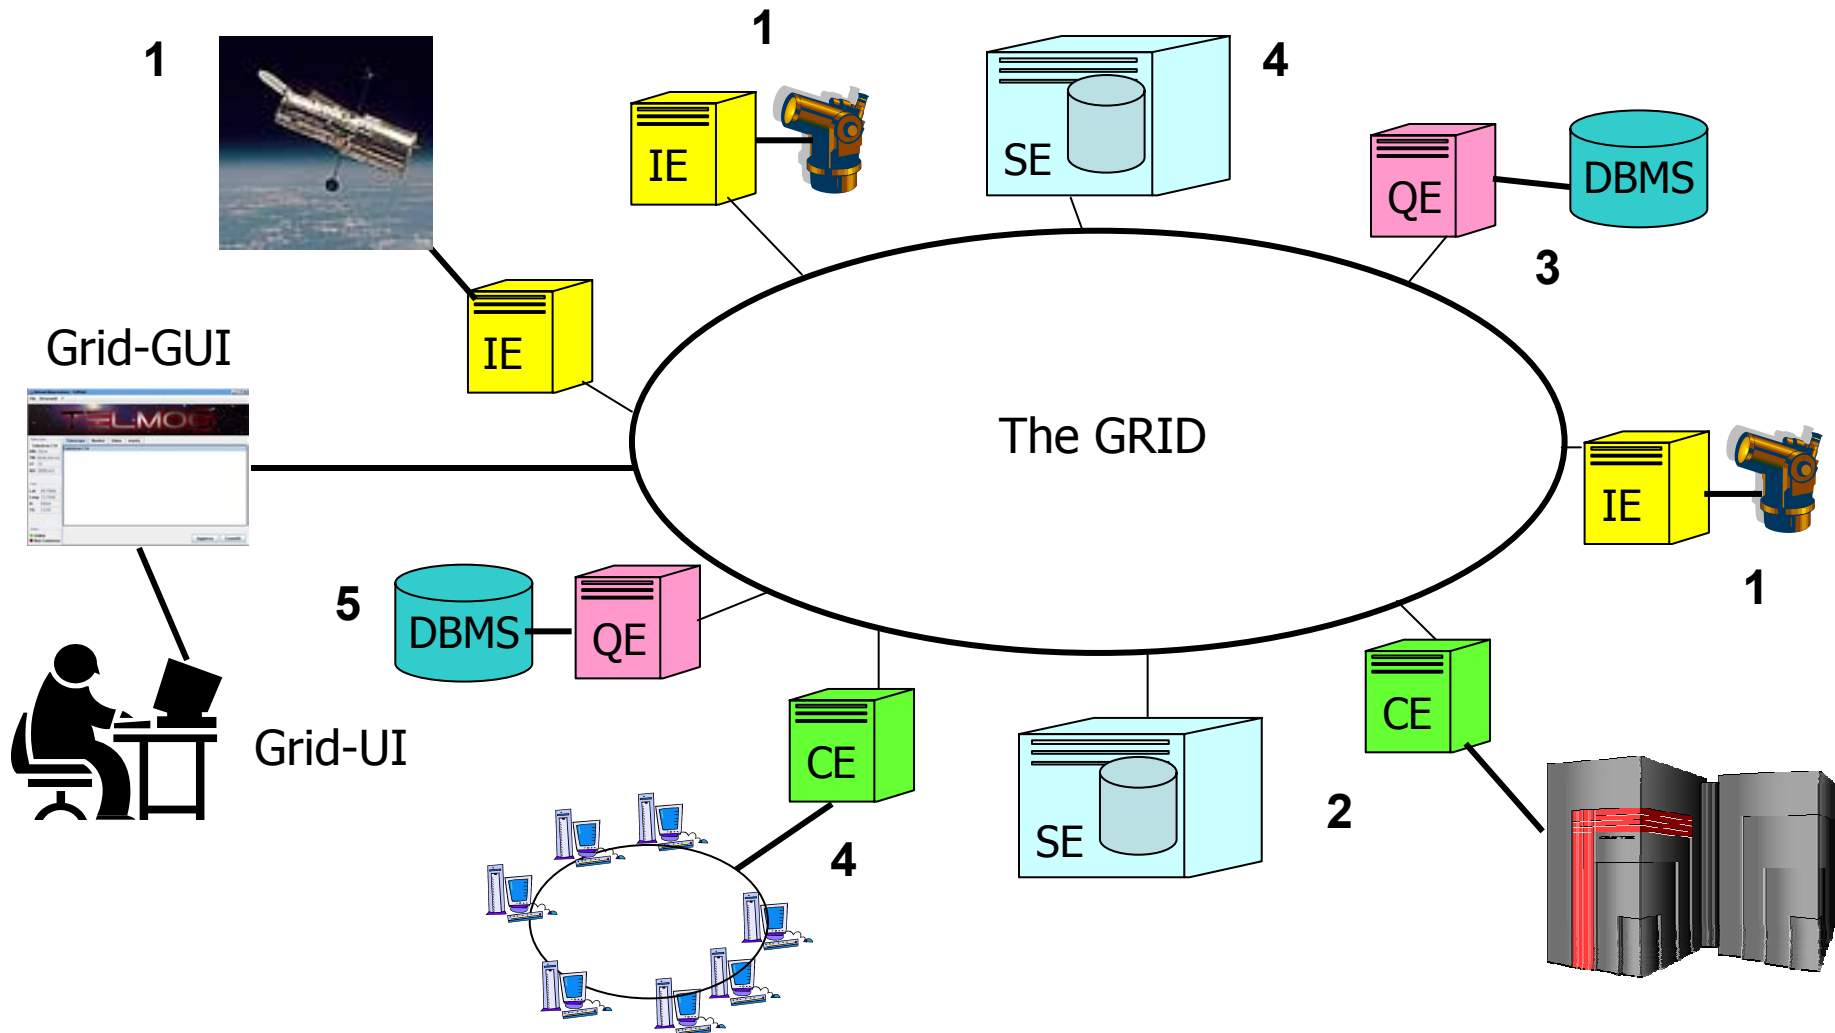 1
1
4
IE
SE
QE
DBMS
3
IE
Grid-GUI
TELMOS
The GRID
IE
1
5
DBMS
QE
CE
CE
Grid-UI
SE
2
4